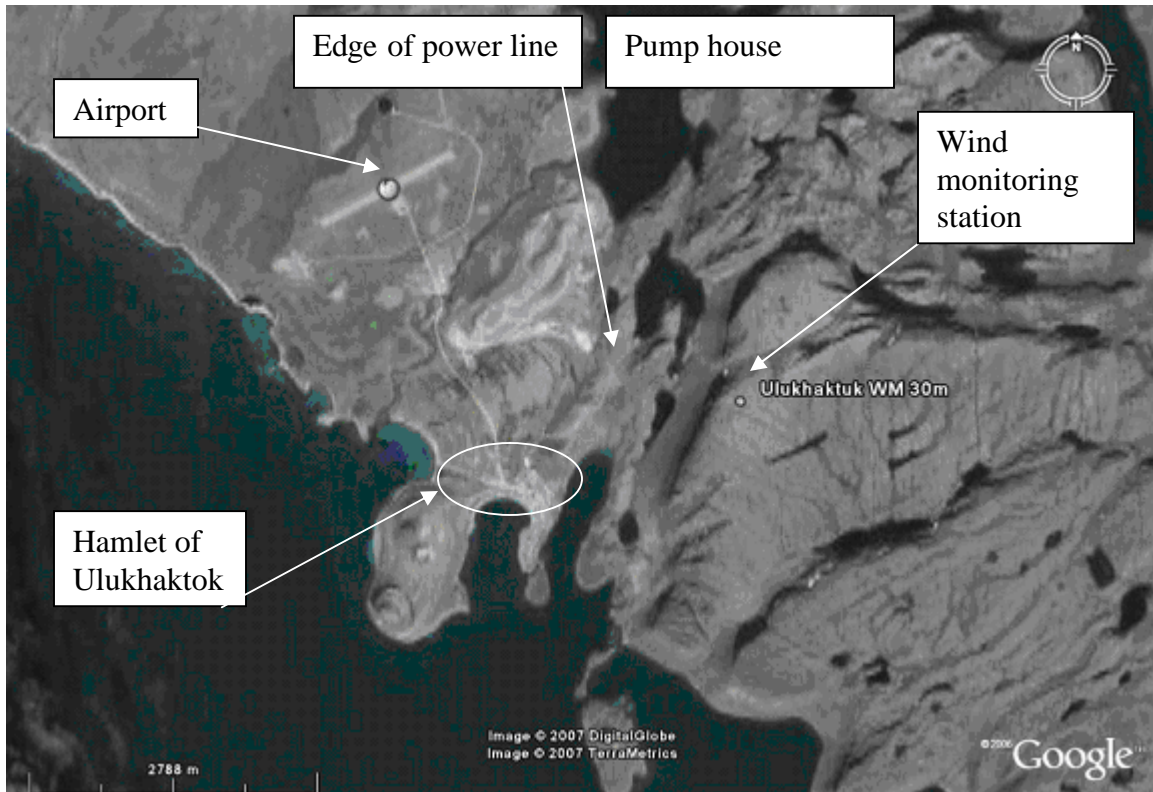 Edge of power line
Pump house
Airport
N
Wind
monitoring
station
Ulukhaktuk WM 30m
Hamlet of
Ulukhaktok
Image © 2007 DigitalGlobe
Image © 2007 TerraMetrics
2788 m
©2006 Google™